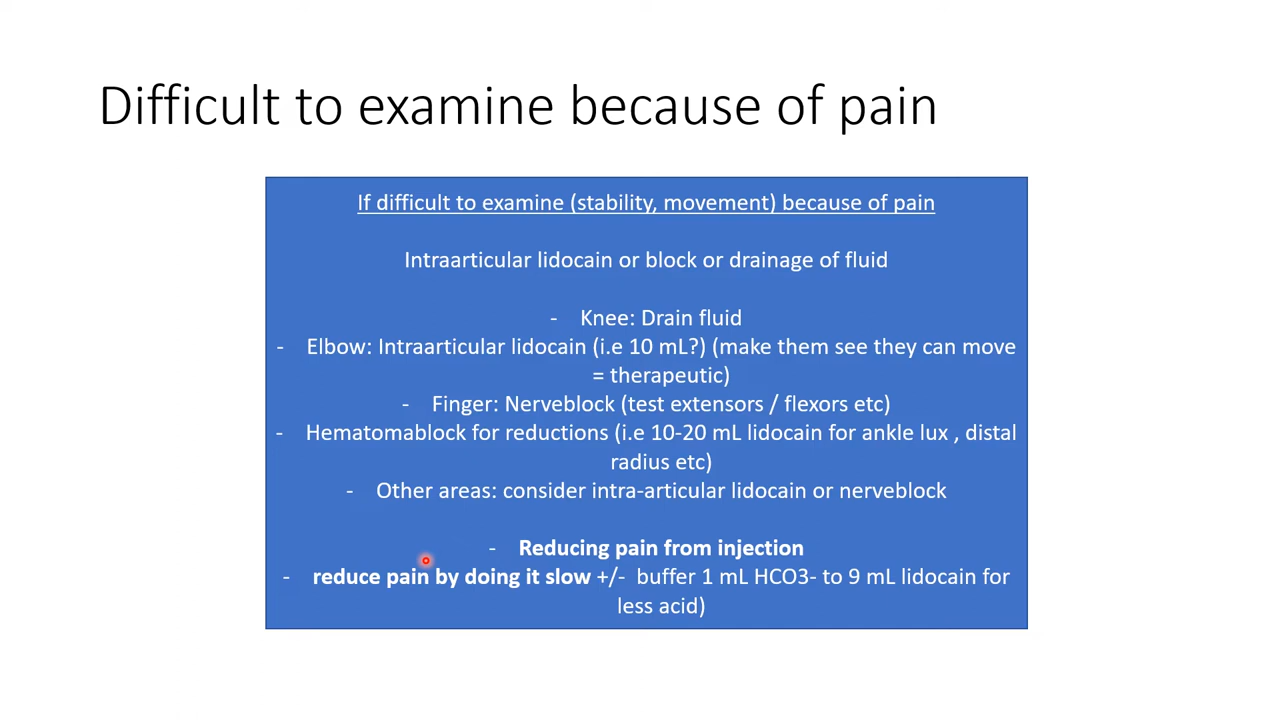 Difficult to examine because of pain
If difficult to examine (stability, movement) because of pain
Intraarticular lidocain or block or drainage of fluid
- Knee: Drain fluid
- Elbow: Intraarticular lidocain (i.e 10 mL?) (make them see they can move
= therapeutic)
- Finger: Nerveblock (test extensors / flexors etc)
- Hematomablock for reductions (i.e 10-20 mL lidocain for ankle lux , distal
radius etc)
- Other areas: consider intra-articular lidocain or nerveblock
- Reducing pain from injection
- reduce pain by doing it slow +/- buffer 1 mL HCO3- to 9 mL lidocain for
less acid)